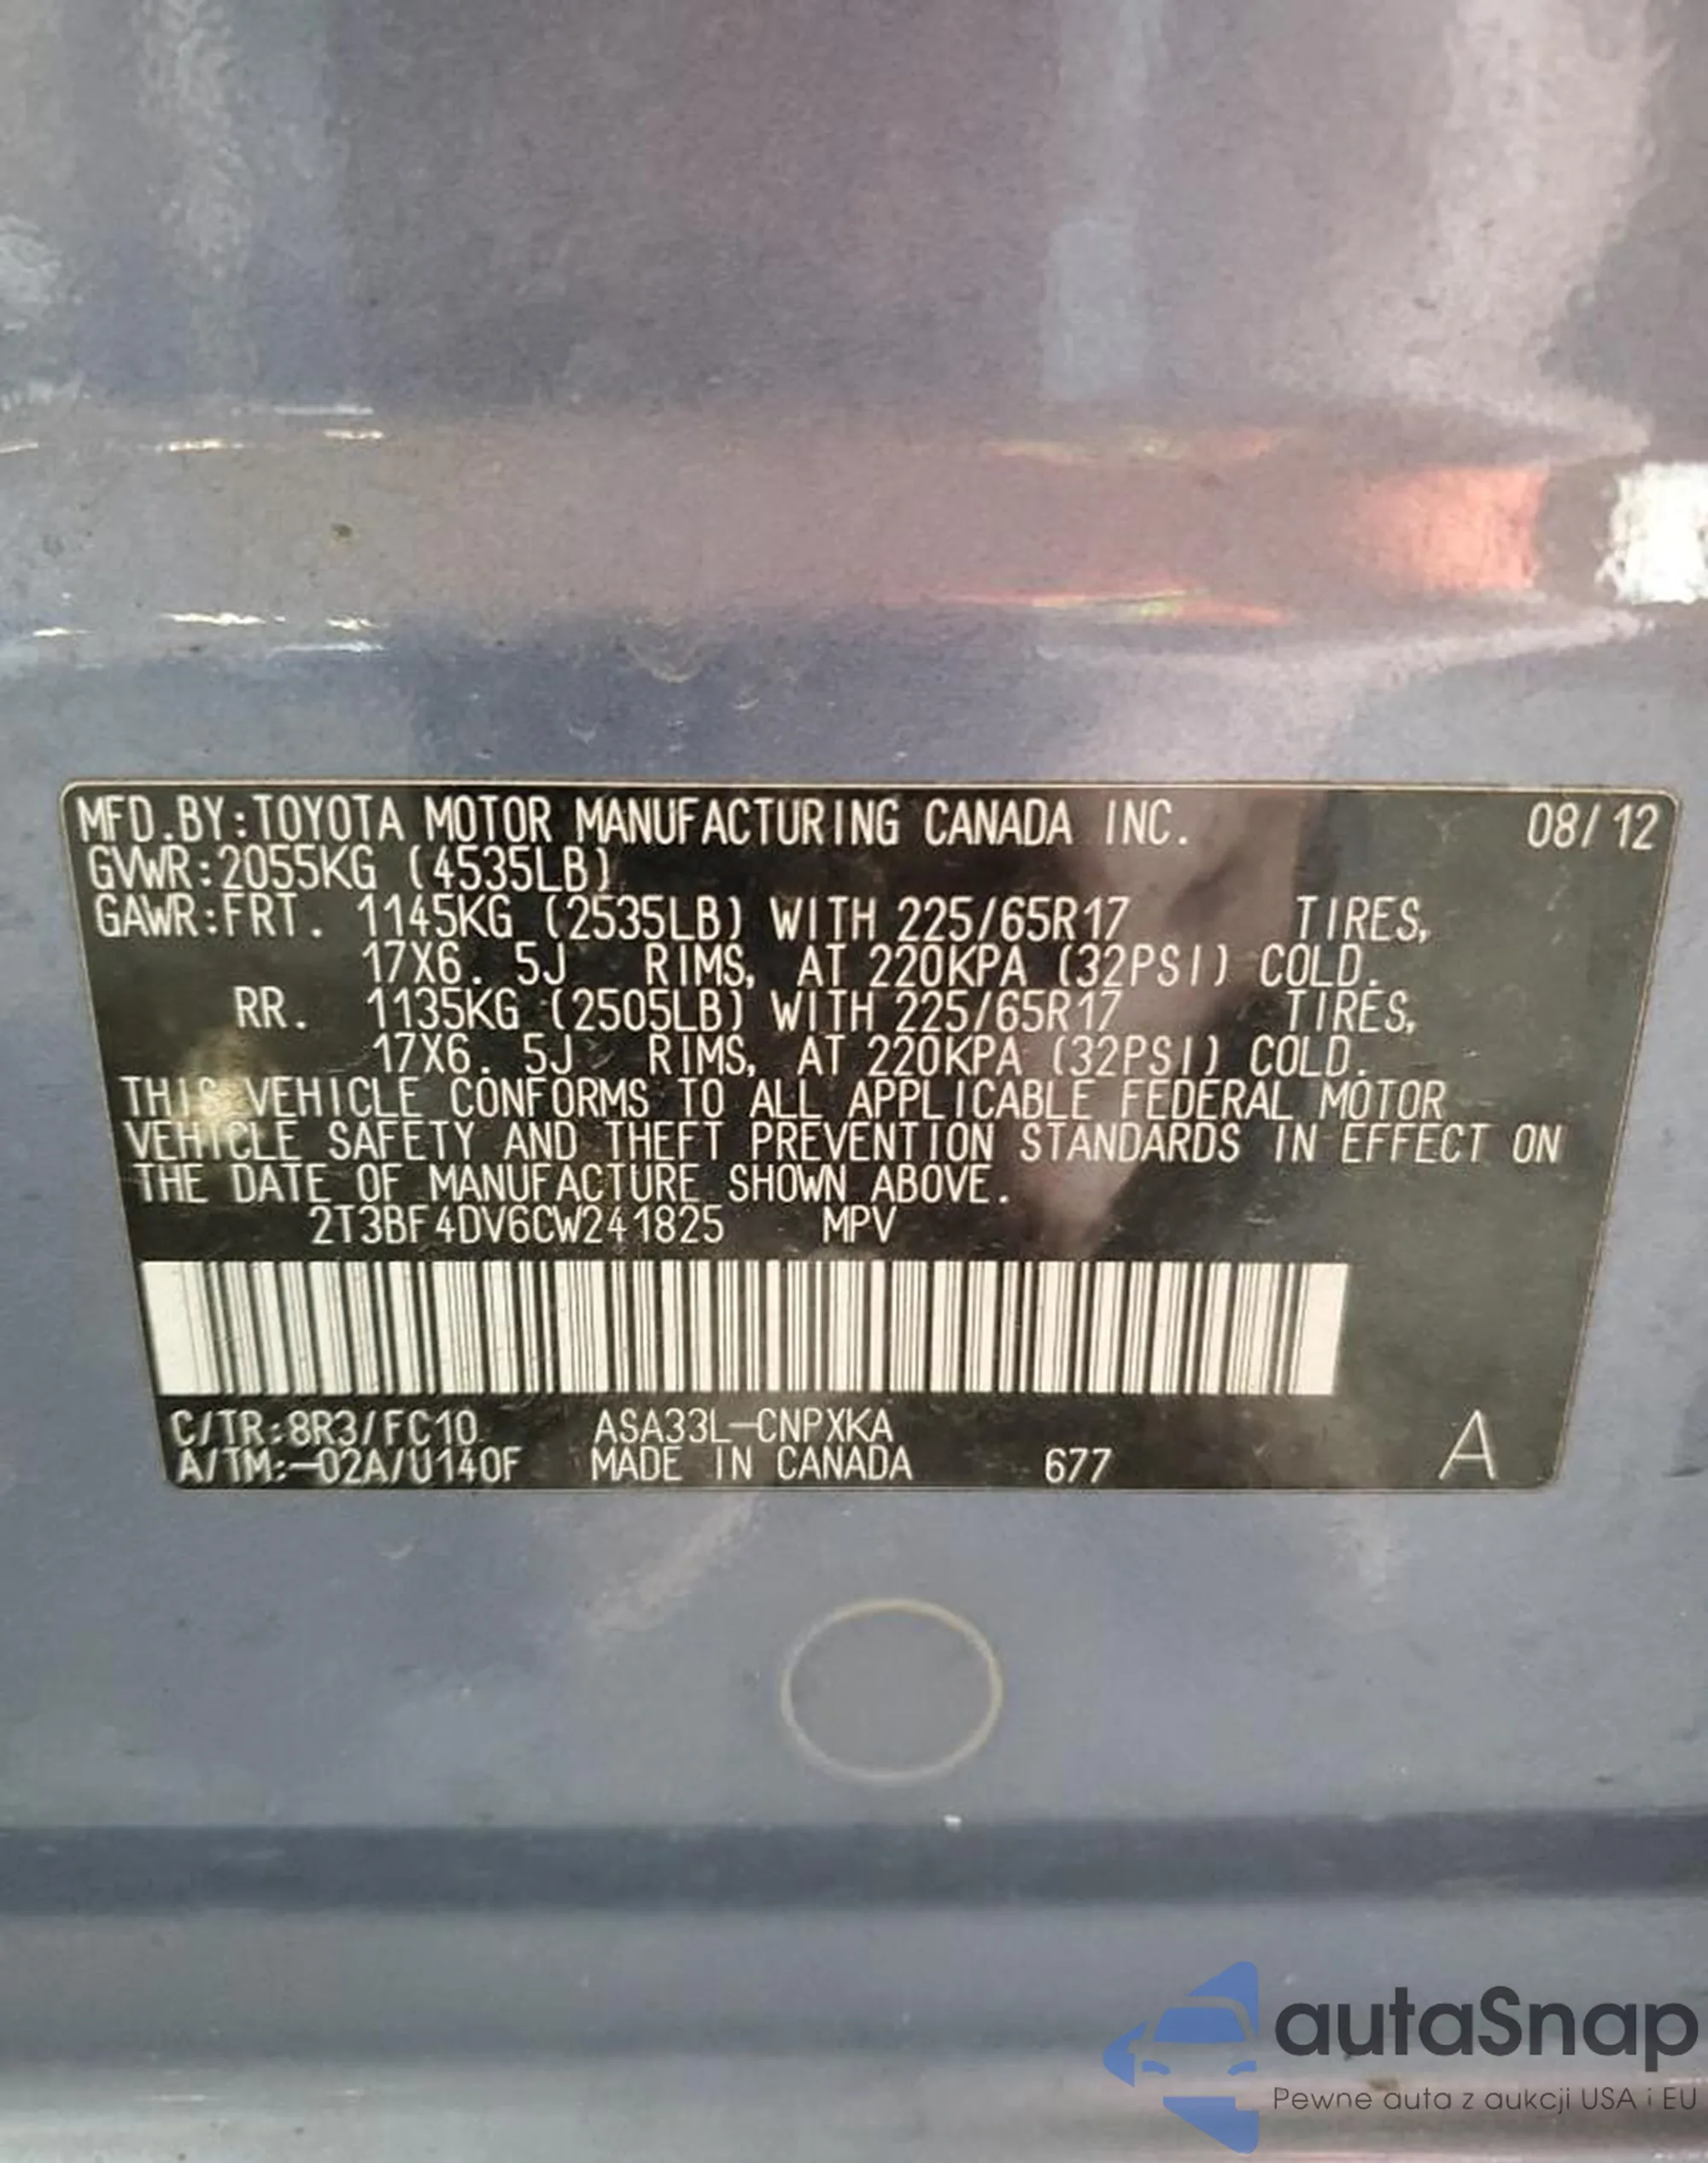 MFD.BY:TOYOTA MOTOR MANUFACTURING CANADA INC. 08/12
GVWR:2055KG (4535LB)
GAWR:FRT. 1145KG (2535LB) WITH 225/65R17 TIRES,
17X6.5J RIMS, AT 220KPA (32PSI) COLD.
RR. 1135KG (2505LB) WITH 225/65R17 TIRES,
17X6.5J RIMS, AT 220KPA (32PSI) COLD.
THIS VEHICLE CONFORMS TO ALL APPLICABLE FEDERAL MOTOR
VEHICLE SAFETY AND THEFT PREVENTION STANDARDS IN EFFECT ON
THE DATE OF MANUFACTURE SHOWN ABOVE.
2T3BF4DV6CW241825 MPV
C/TR:8R3/FC10 ASA33L-CNPXKA
A/TM:-02A/U140F MADE IN CANADA 677 A
autaSnap
Pewne auta z aukcji USA i EU